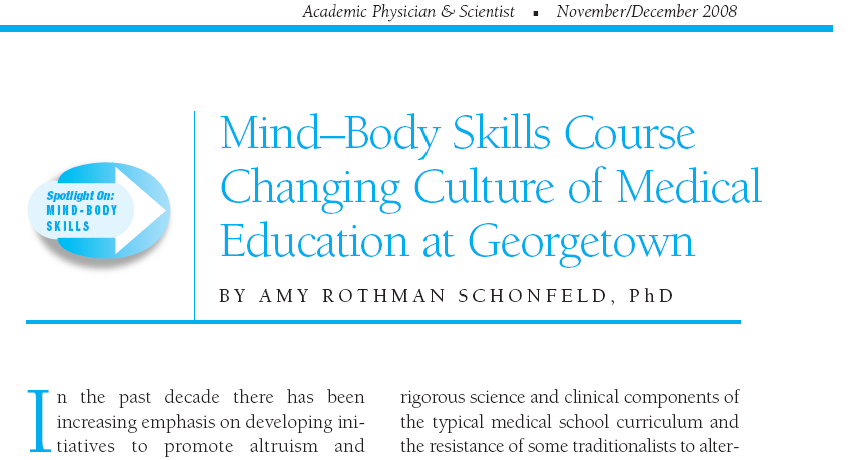 Academic Physician & Scientist ■ November/December 2008
Mind–Body Skills Course
Changing Culture of Medical
Education at Georgetown
BY AMY ROTHMAN SCHONFELD, PhD
Spotlight On:
MIND-BODY
SKILLS
In the past decade there has been
increasing emphasis on developing ini-
tiatives to promote altruism and
rigorous science and clinical components of
the typical medical school curriculum and
the resistance of some traditionalists to alter-